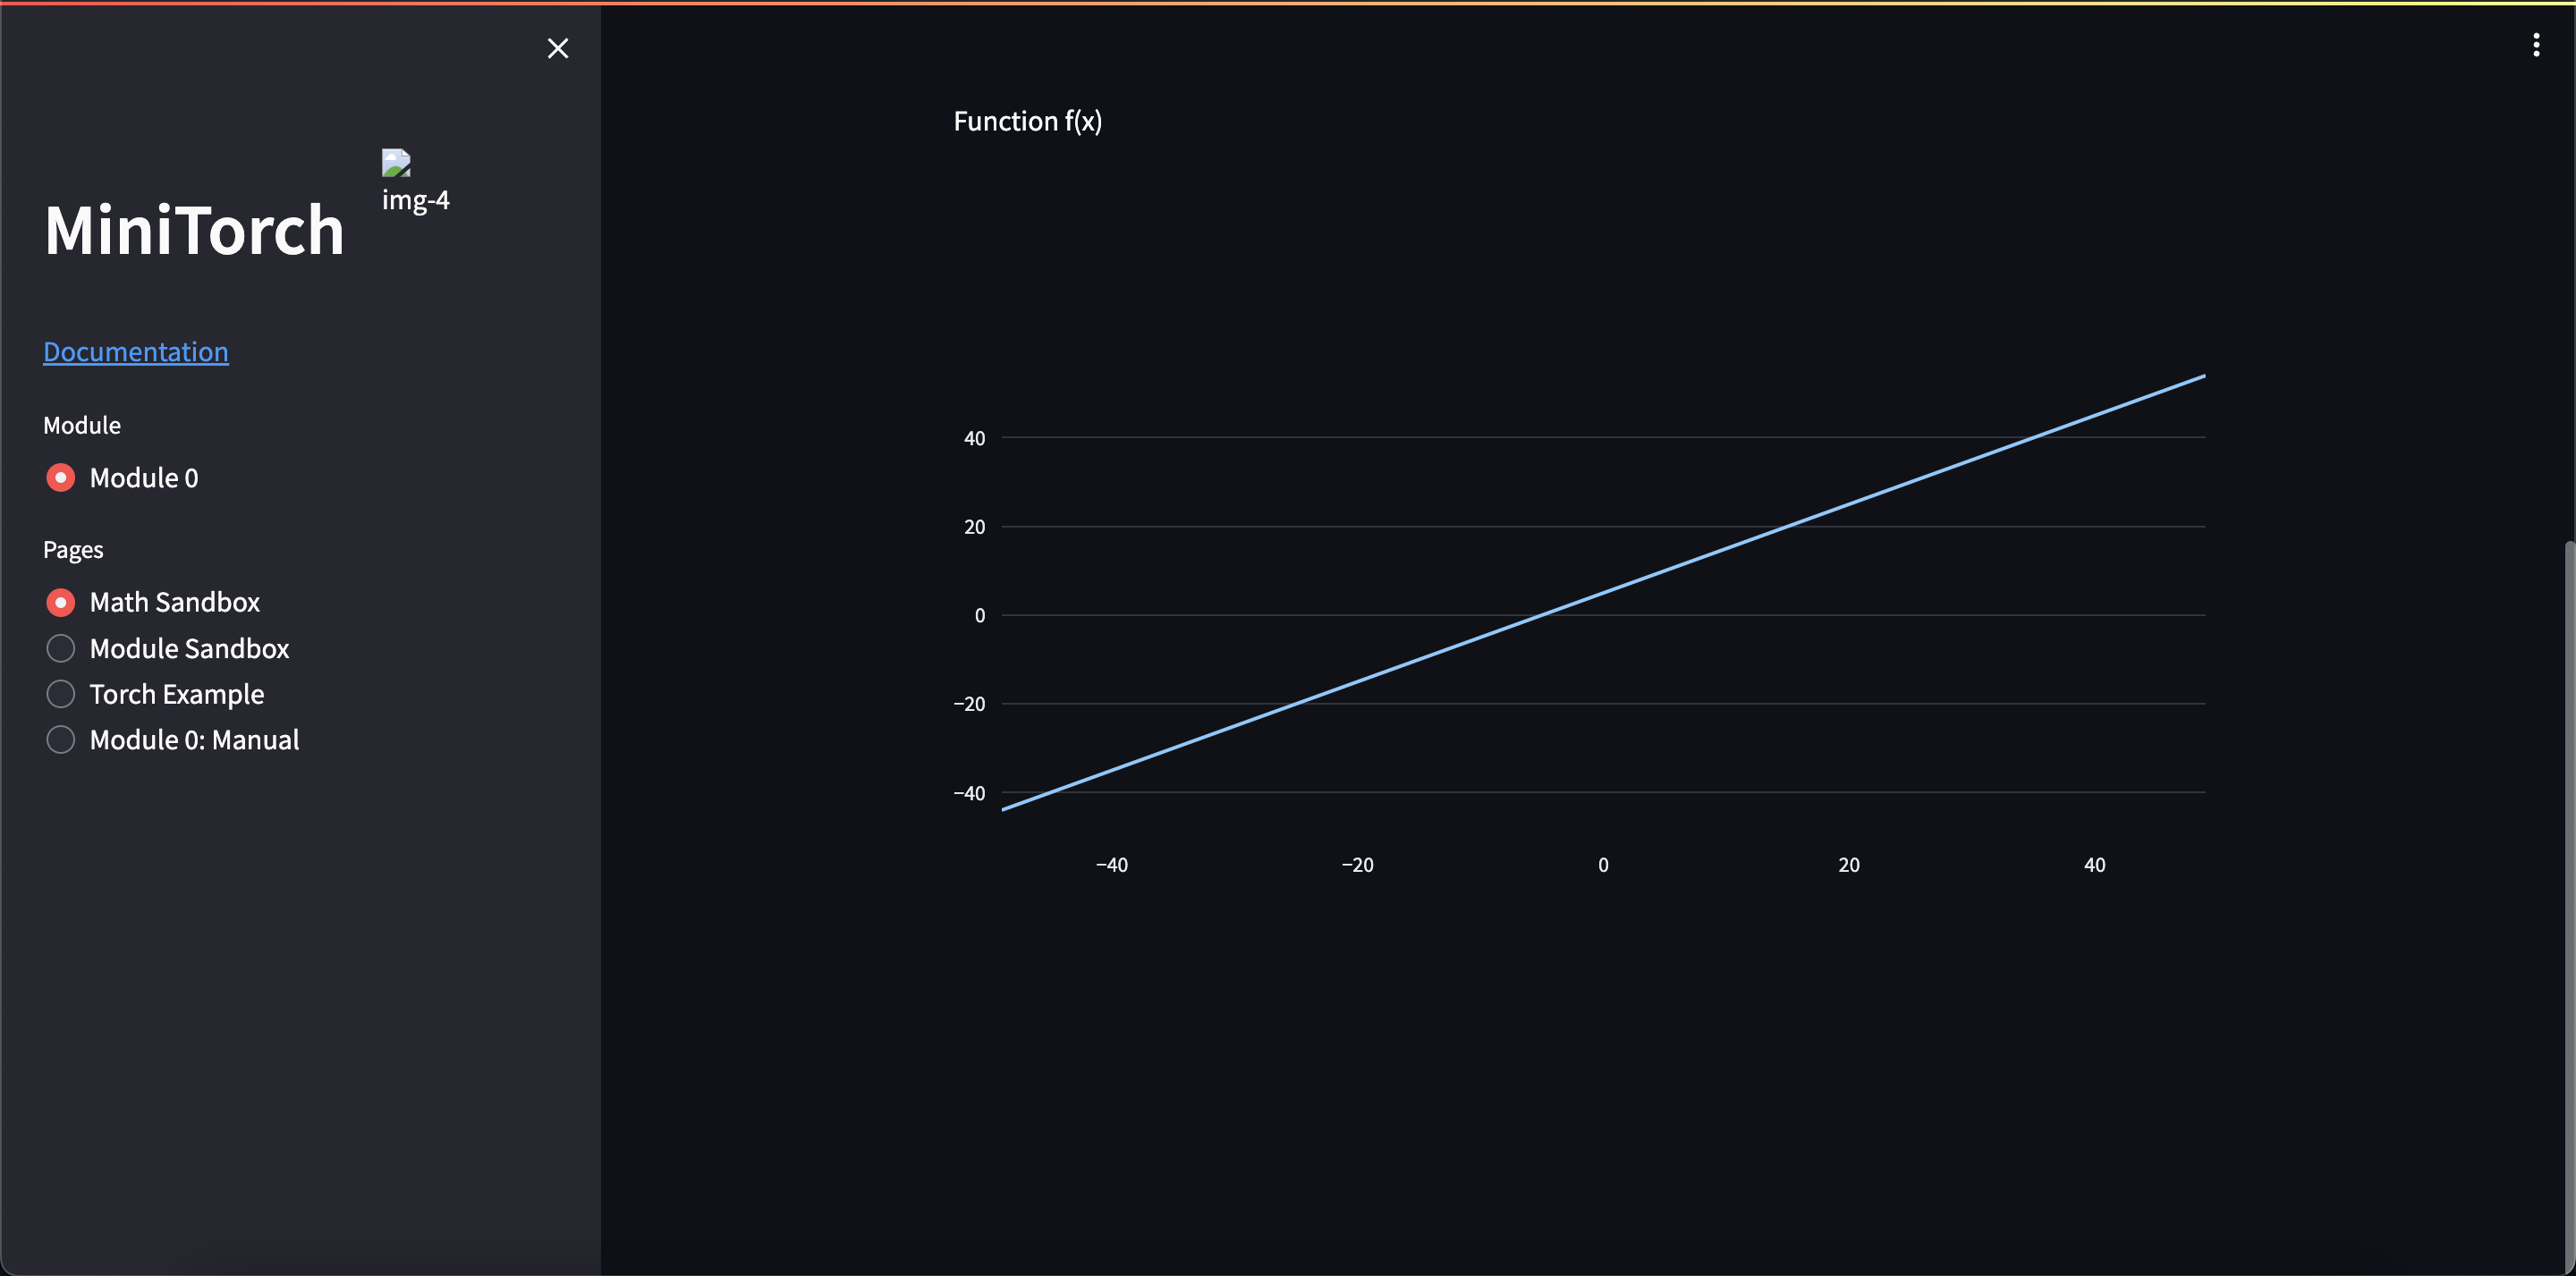 MiniTorch
img-4
Documentation
Module
Module 0
Pages
Math Sandbox
Module Sandbox
Torch Example
Module 0: Manual
Function f(x)
40
20
0
−20
−40
−40 −20 0 20 40